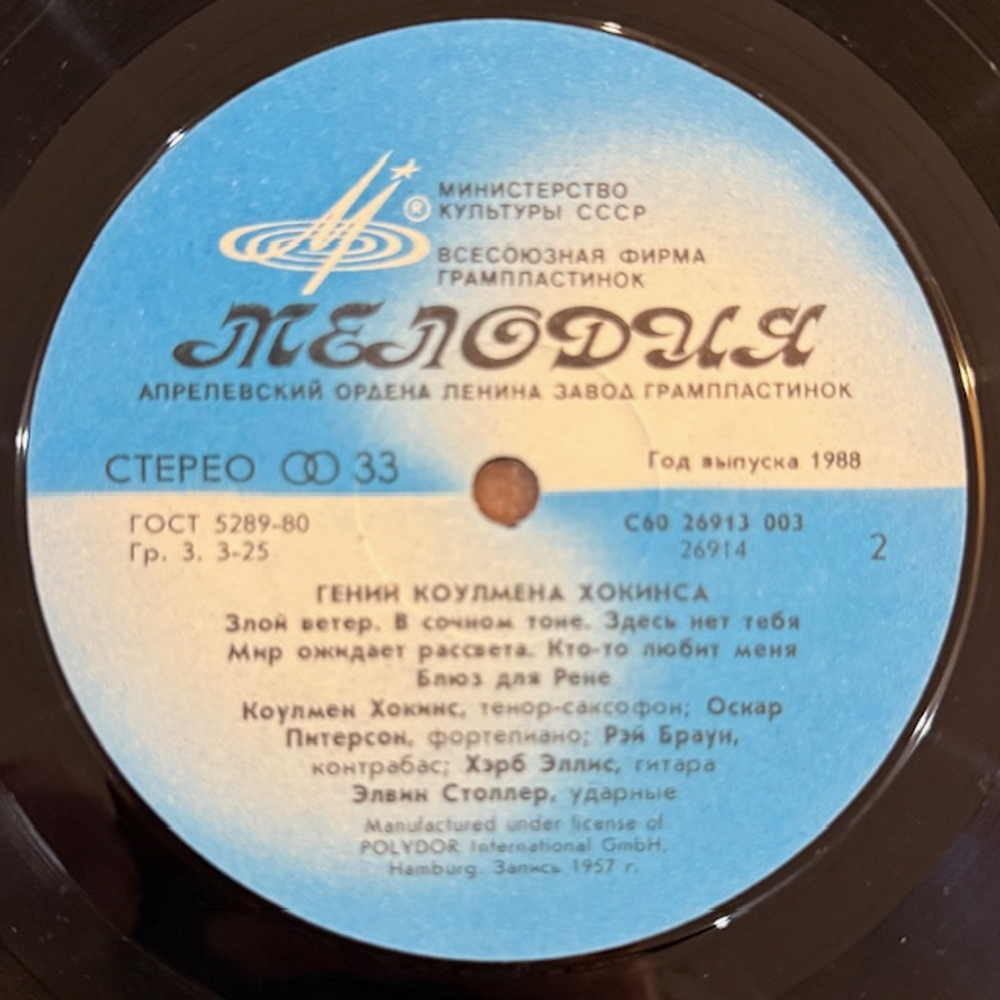 ®
МИНИСТЕРСТВО
КУЛЬТУРЫ СССР
ВСЕСОЮЗНАЯ ФИРМА
ГРАМПЛАСТИНОК
МЕЛОДИЯ
АПРЕЛЕВСКИЙ ОРДЕНА ЛЕНИНА ЗАВОД ГРАМПЛАСТИНОК
СТЕРЕО 33
Год выпуска 1988
ГОСТ 5289-80
Гр. 3. 3-25
С60 26913 003
26914
2
ГЕНИЙ КОУЛМЕНА ХОКИНСА
Злой ветер. В сочном тоне. Здесь нет тебя
Мир ожидает рассвета. Кто-то любит меня
Блюз для Рене
Коулмен Хокинс, тенор-саксофон; Оскар
Питерсон, фортепиано; Рэй Браун,
контрабас; Хэрб Эллис, гитара
Элвин Столлер, ударные
Manufactured under license of
POLYDOR International GmbH,
Hamburg. Запись 1957 г.